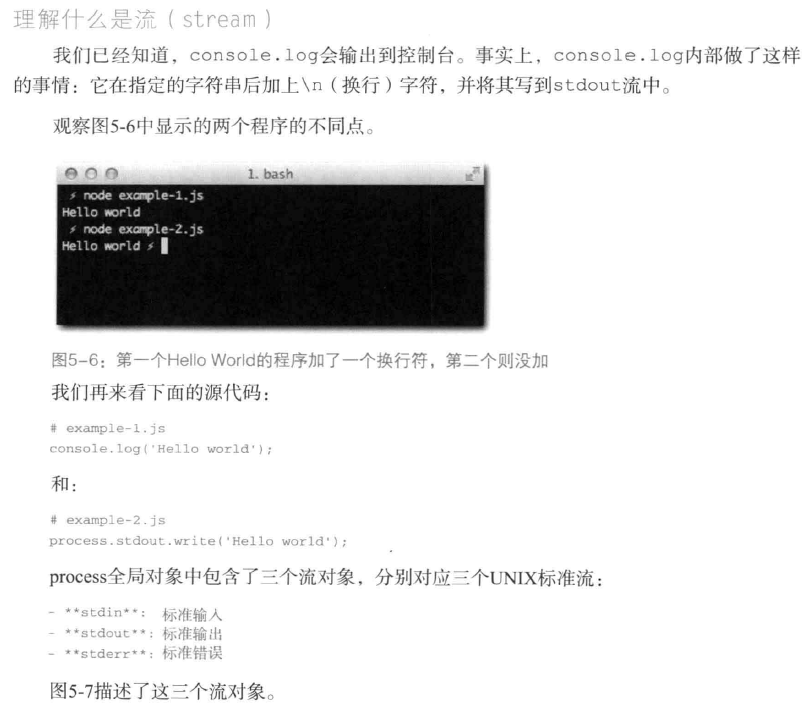 理解什么是流（stream）
我们已经知道，console.log会输出到控制台。事实上，console.log内部做了这样
的事情：它在指定的字符串后加上\n（换行）字符，并将其写到stdout流中。
观察图5-6中显示的两个程序的不同点。
1. bash
⚡ node example-1.js
Hello world
⚡ node example-2.js
Hello world ⚡
图5-6：第一个Hello World的程序加了一个换行符，第二个则没加
我们再来看下面的源代码：
# example-1.js
console.log('Hello world');
和：
# example-2.js
process.stdout.write('Hello world');
process全局对象中包含了三个流对象，分别对应三个UNIX标准流：
- **stdin**： 标准输入
- **stdout**：标准输出
- **stderr**：标准错误
图5-7描述了这三个流对象。